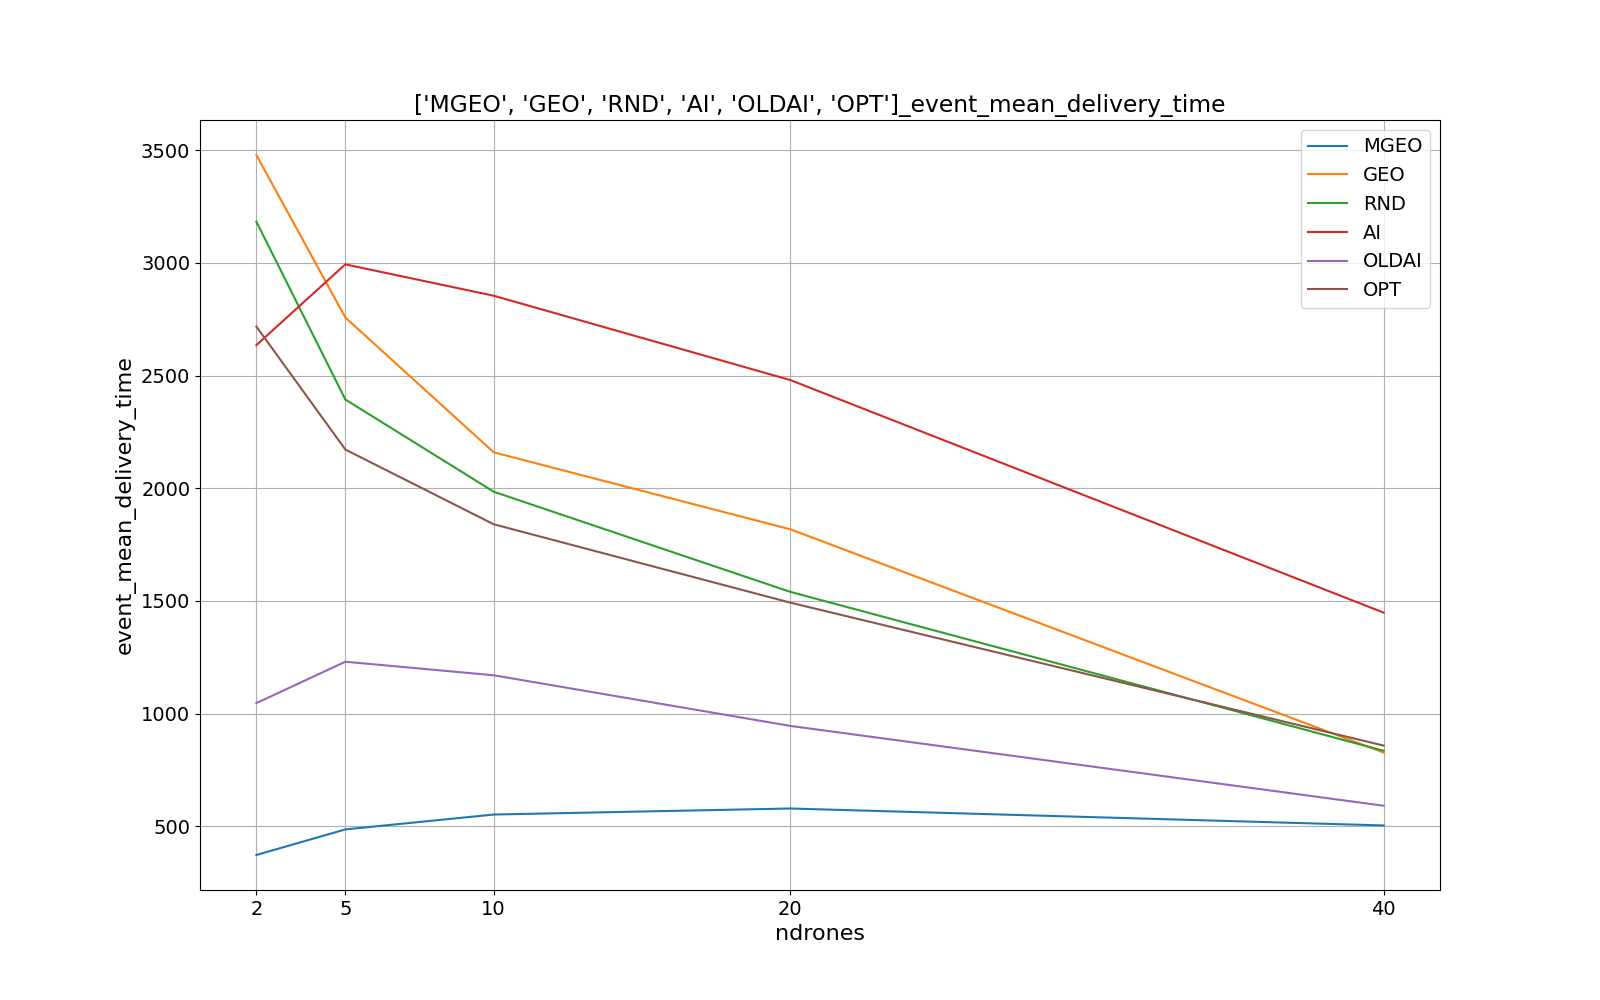 ['MGEO', 'GEO', 'RND', 'AI', 'OLDAI', 'OPT']_event_mean_delivery_time
MGEO
GEO
RND
AI
OLDAI
OPT
3500
3000
2500
2000
1500
1000
500
event_mean_delivery_time
2 5 10 20 40
ndrones